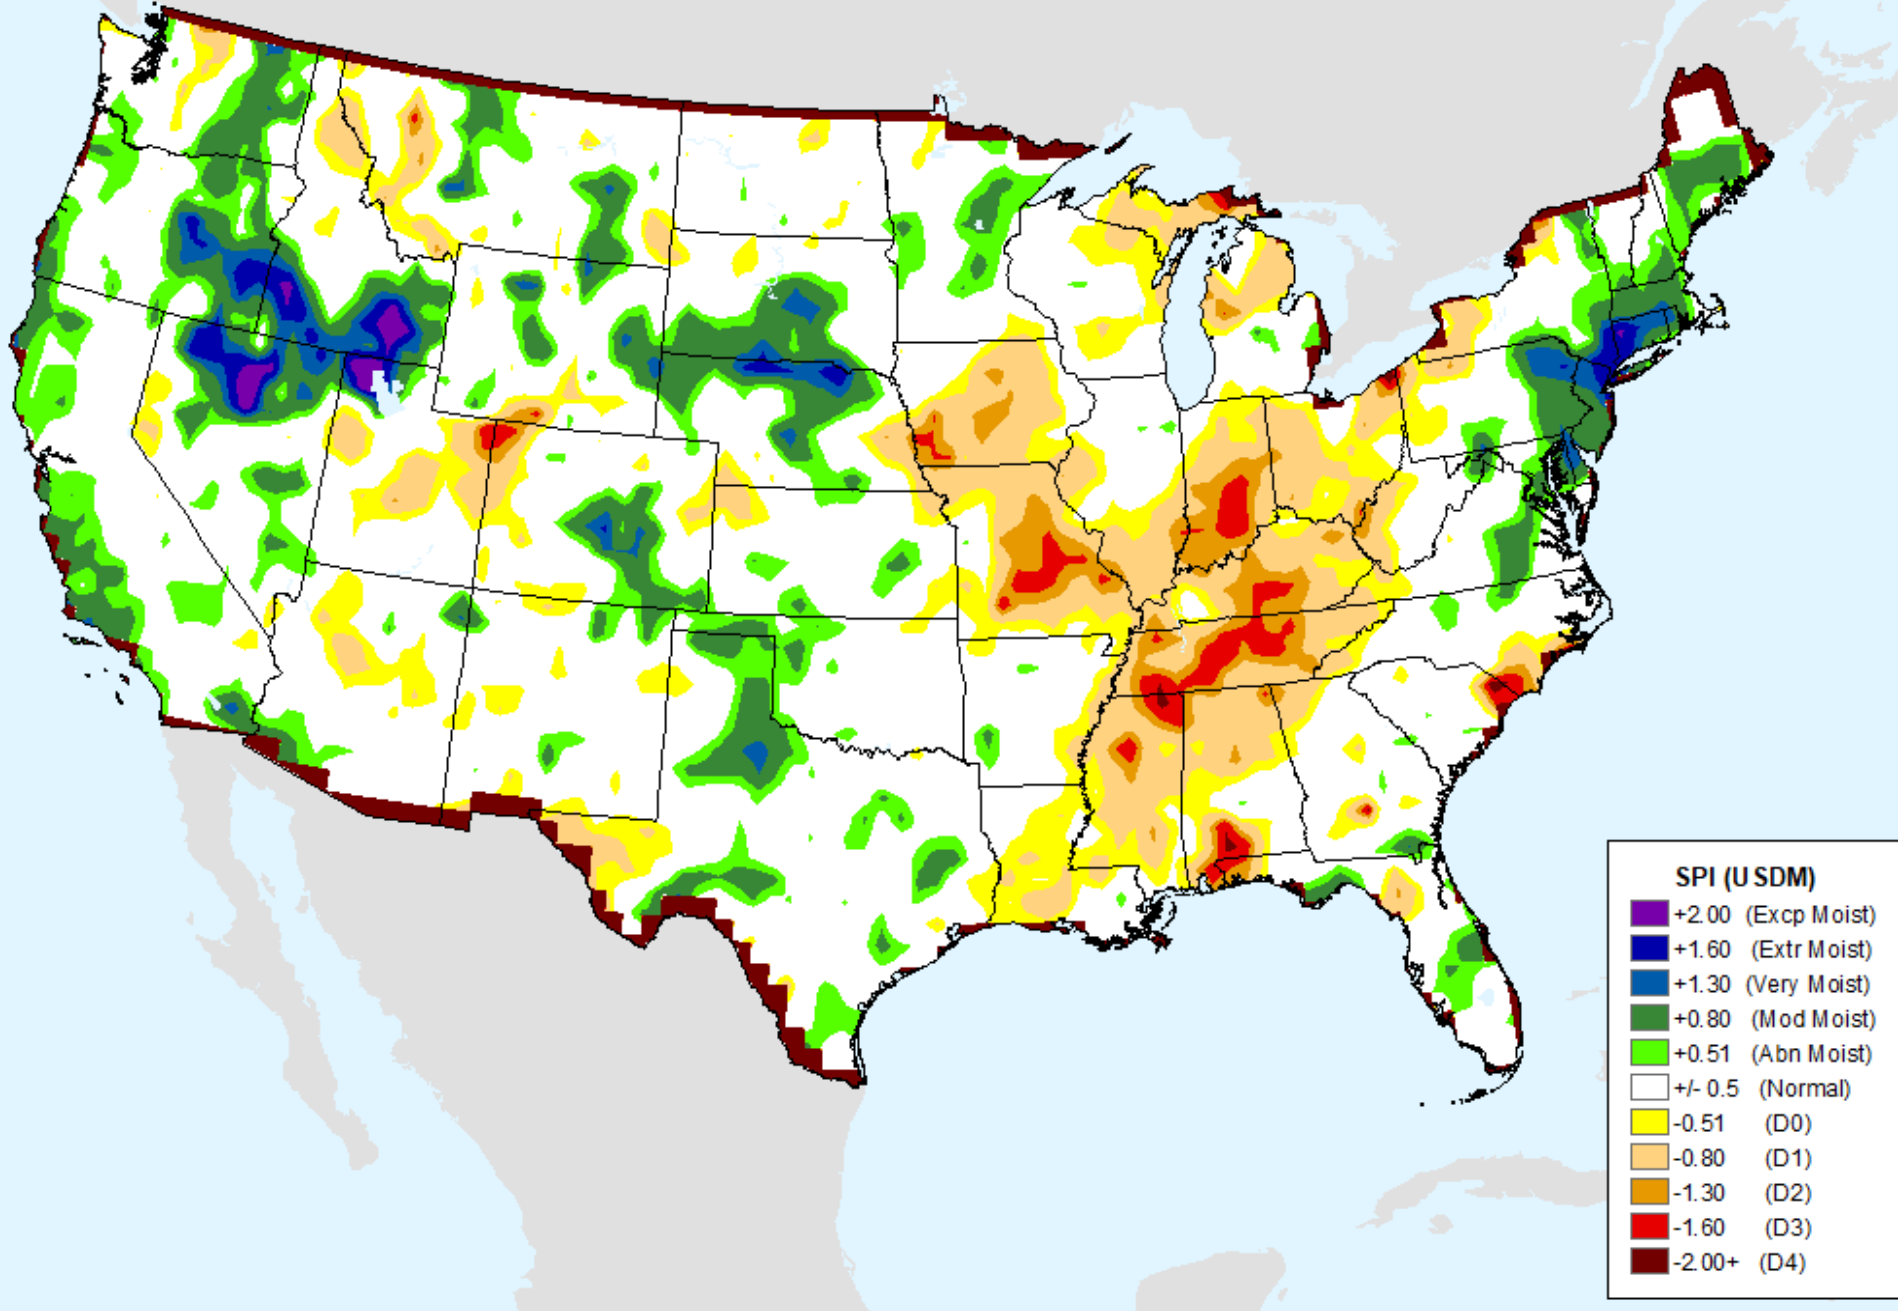 SPI (USDM)
+2.00 (Excp Moist)
+1.60 (Extr Moist)
+1.30 (Very Moist)
+0.80 (Mod Moist)
+0.51 (Abn Moist)
+/- 0.5 (Normal)
-0.51 (D0)
-0.80 (D1)
-1.30 (D2)
-1.60 (D3)
-2.00+ (D4)